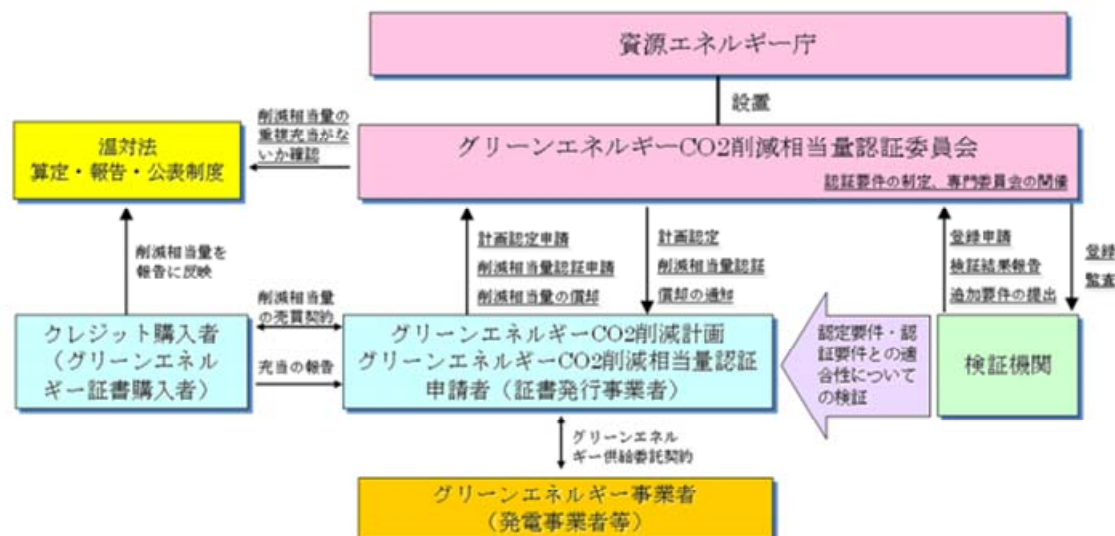 資源エネルギー庁
設置
削減相当量の
重複充当がな
いか確認
温対法
算定・報告・公表制度
グリーンエネルギーCO2削減相当量認証委員会
認証要件の制定、専門委員会の開催
削減相当量を
報告に反映
計画認定申請
削減相当量認証申請
削減相当量の償却
計画認定
削減相当量認証
償却の通知
登録申請
検証結果報告
追加要件の提出
登録
監査
削減相当量
の売買契約
充当の報告
クレジット購入者
（グリーンエネル
ギー証書購入者）
グリーンエネルギーCO2削減計画
グリーンエネルギーCO2削減相当量認証
申請者（証書発行事業者）
認定要件・認
証要件との適
合性について
の検証
検証機関
グリーンエネル
ギー供給委託契約
グリーンエネルギー事業者
（発電事業者等）